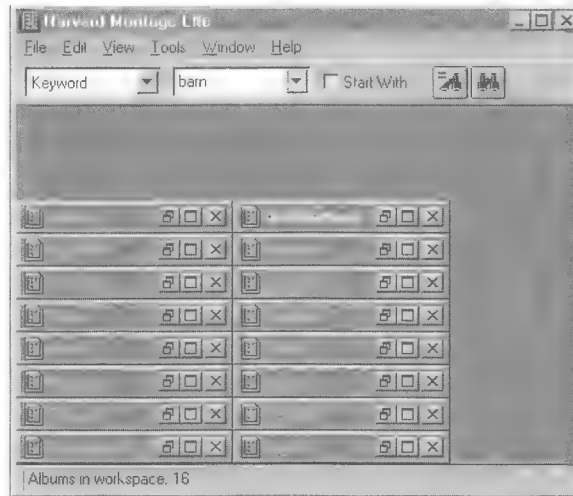 Harvard Montage Lite
File Edit View Tools Window Help
Keyword barn Start With
Albums in workspace. 16